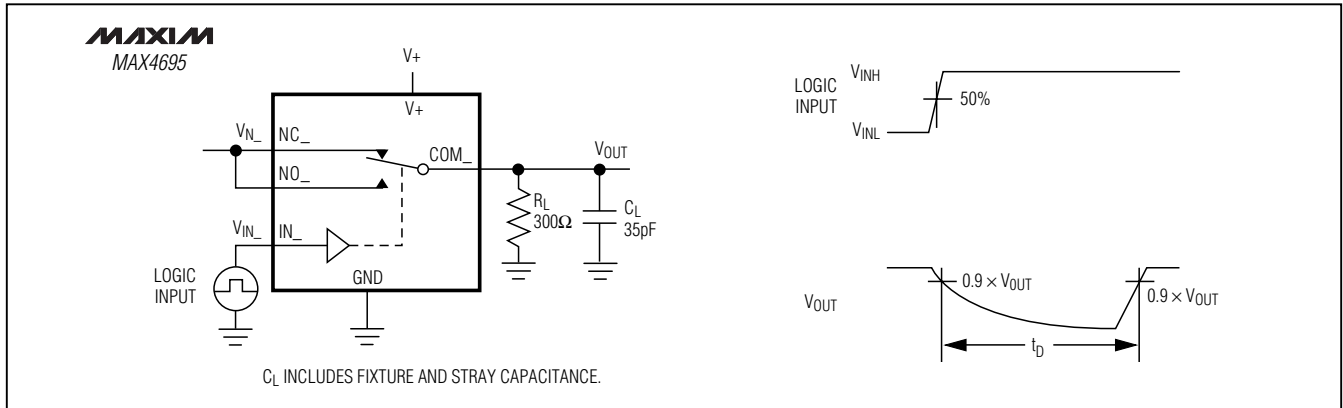 MAXIM
MAX4695
V+
V+
VN_
NC_
NO_
COM_
VOUT
RL
300Ω
CL
35pF
VIN_
IN_
LOGIC
INPUT
GND
CL INCLUDES FIXTURE AND STRAY CAPACITANCE.
LOGIC
INPUT
VINH
50%
VINL
VOUT
0.9 × VOUT
0.9 × VOUT
tD